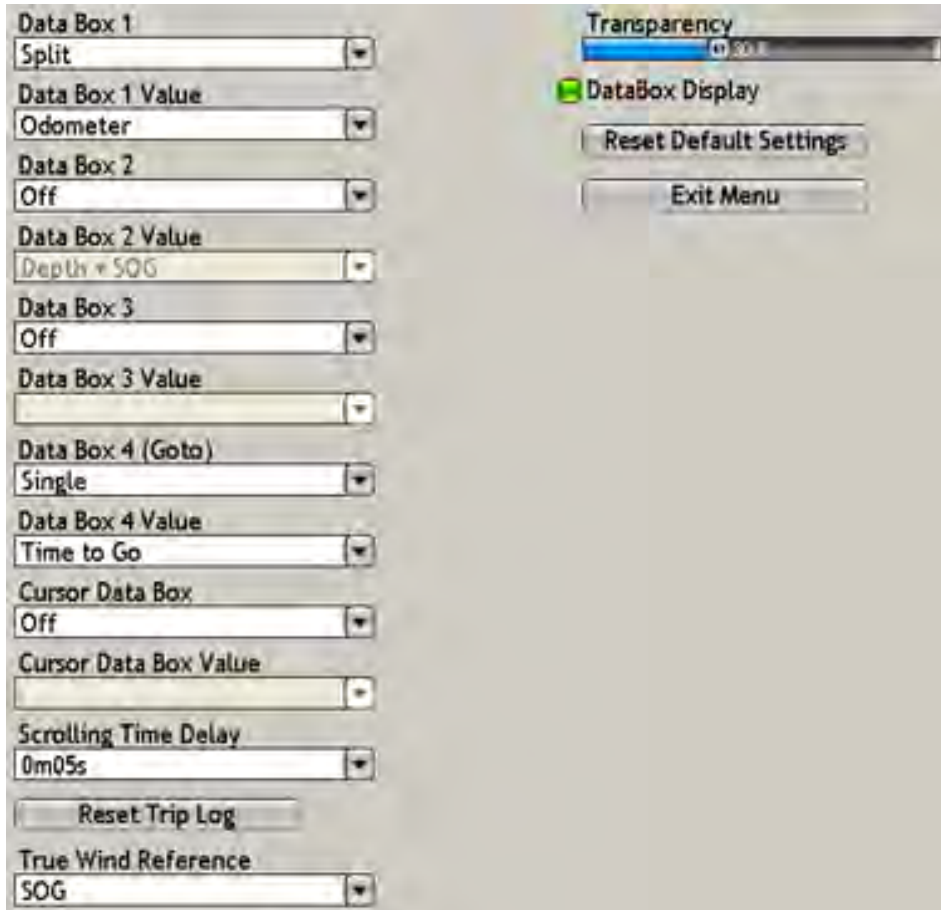 Data Box 1
Split
Data Box 1 Value
Odometer
Data Box 2
Off
Data Box 2 Value
Depth + SOG
Data Box 3
Off
Data Box 3 Value
Data Box 4 (Goto)
Single
Data Box 4 Value
Time to Go
Cursor Data Box
Off
Cursor Data Box Value
Scrolling Time Delay
0m05s
Reset Trip Log
True Wind Reference
SOG
Transparency
DataBox Display
Reset Default Settings
Exit Menu